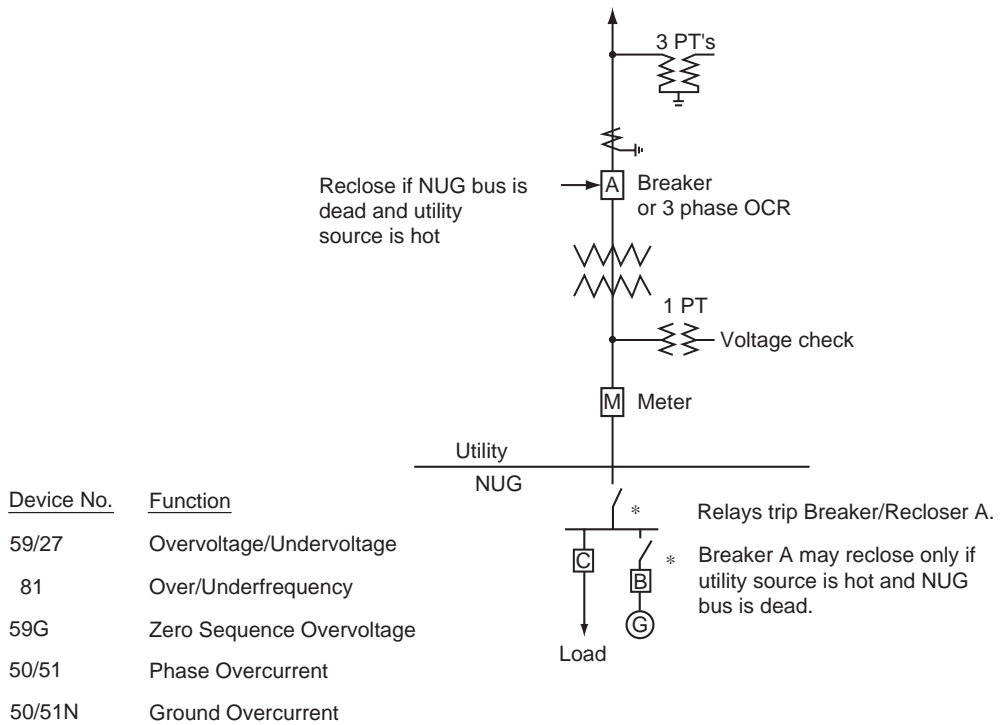 3 PT's
Reclose if NUG bus is
dead and utility
source is hot
A
Breaker
or 3 phase OCR
1 PT
Voltage check
M
Meter
Utility
NUG
*
Relays trip Breaker/Recloser A.
C
*
B
G
Load
Breaker A may reclose only if
utility source is hot and NUG
bus is dead.
Device No. Function
59/27 Overvoltage/Undervoltage
81 Over/Underfrequency
59G Zero Sequence Overvoltage
50/51 Phase Overcurrent
50/51N Ground Overcurrent